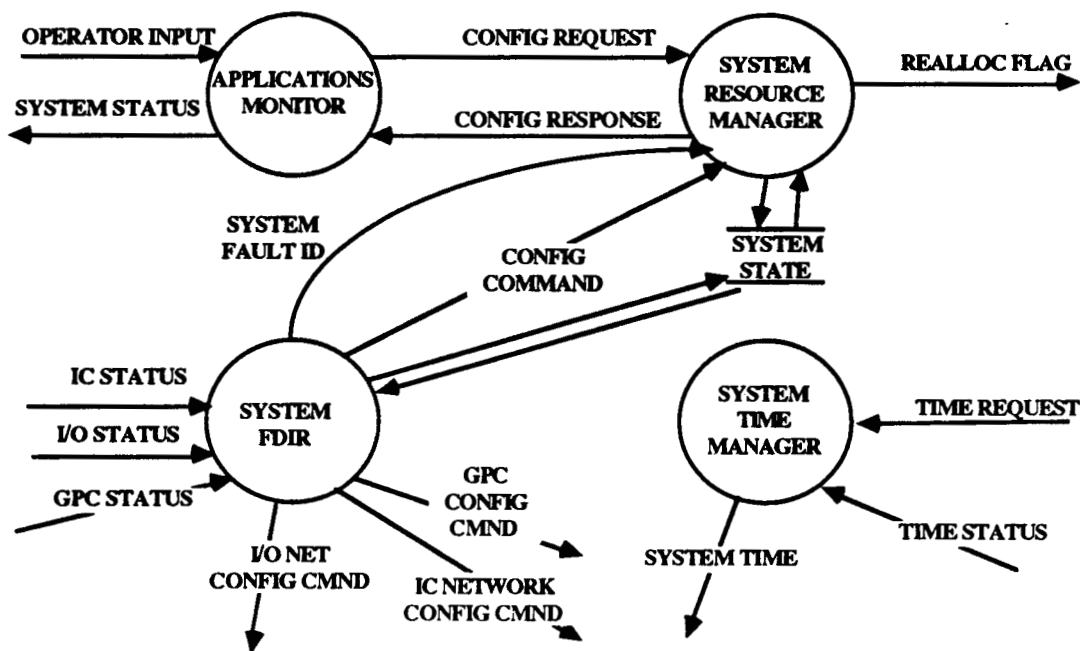 OPERATOR INPUT
SYSTEM STATUS
APPLICATIONS
MONITOR
CONFIG REQUEST
CONFIG RESPONSE
SYSTEM
RESOURCE
MANAGER
REALLOC FLAG
SYSTEM
FAULT ID
CONFIG
COMMAND
SYSTEM
STATE
IC STATUS
I/O STATUS
GPC STATUS
SYSTEM
FDIR
SYSTEM
TIME
MANAGER
TIME REQUEST
TIME STATUS
GPC
CONFIG
CMND
I/O NET
CONFIG CMND
IC NETWORK
CONFIG CMND
SYSTEM TIME